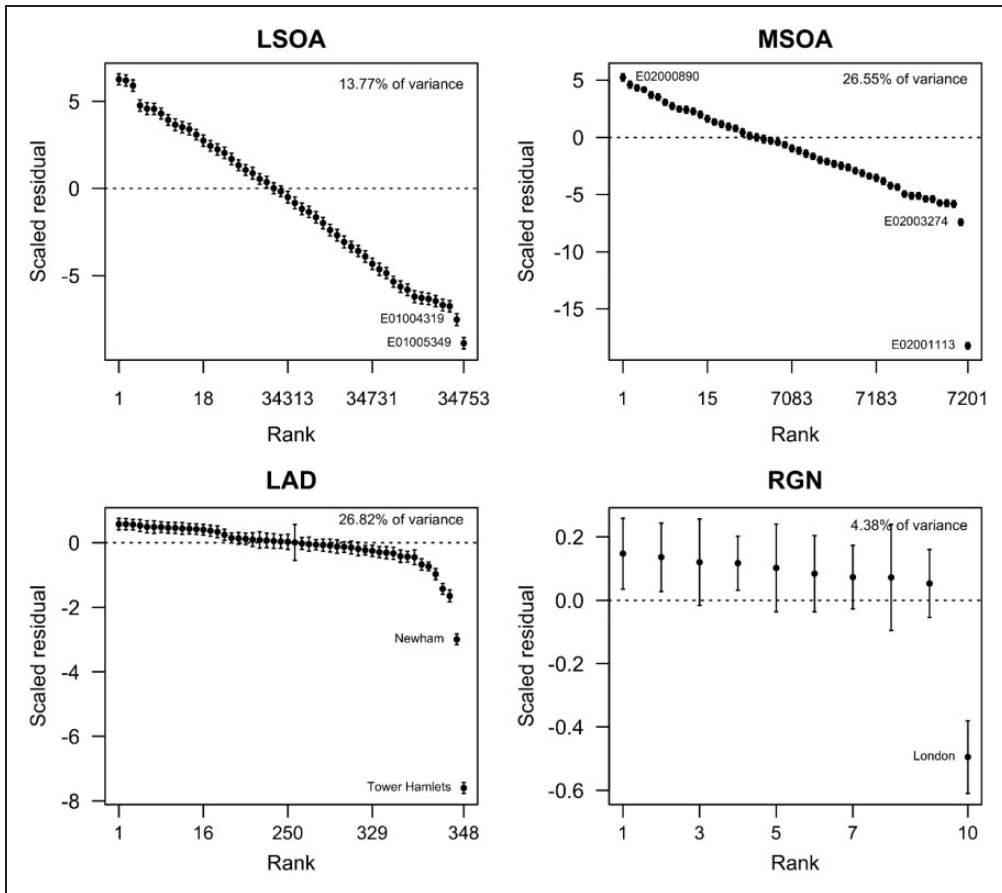 LSOA
13.77% of variance
Scaled residual
5
0
-5
E01004319
E01005349
1 18 34313 34731 34753
Rank
MSOA
E02000890
26.55% of variance
Scaled residual
5
0
-5
-10
-15
E02003274
E02001113
1 15 7083 7183 7201
Rank
LAD
26.82% of variance
Scaled residual
0
-2
-4
-6
-8
Newham
Tower Hamlets
1 16 250 329 348
Rank
RGN
4.38% of variance
Scaled residual
0.2
0.0
-0.2
-0.4
-0.6
London
1 3 5 7 10
Rank